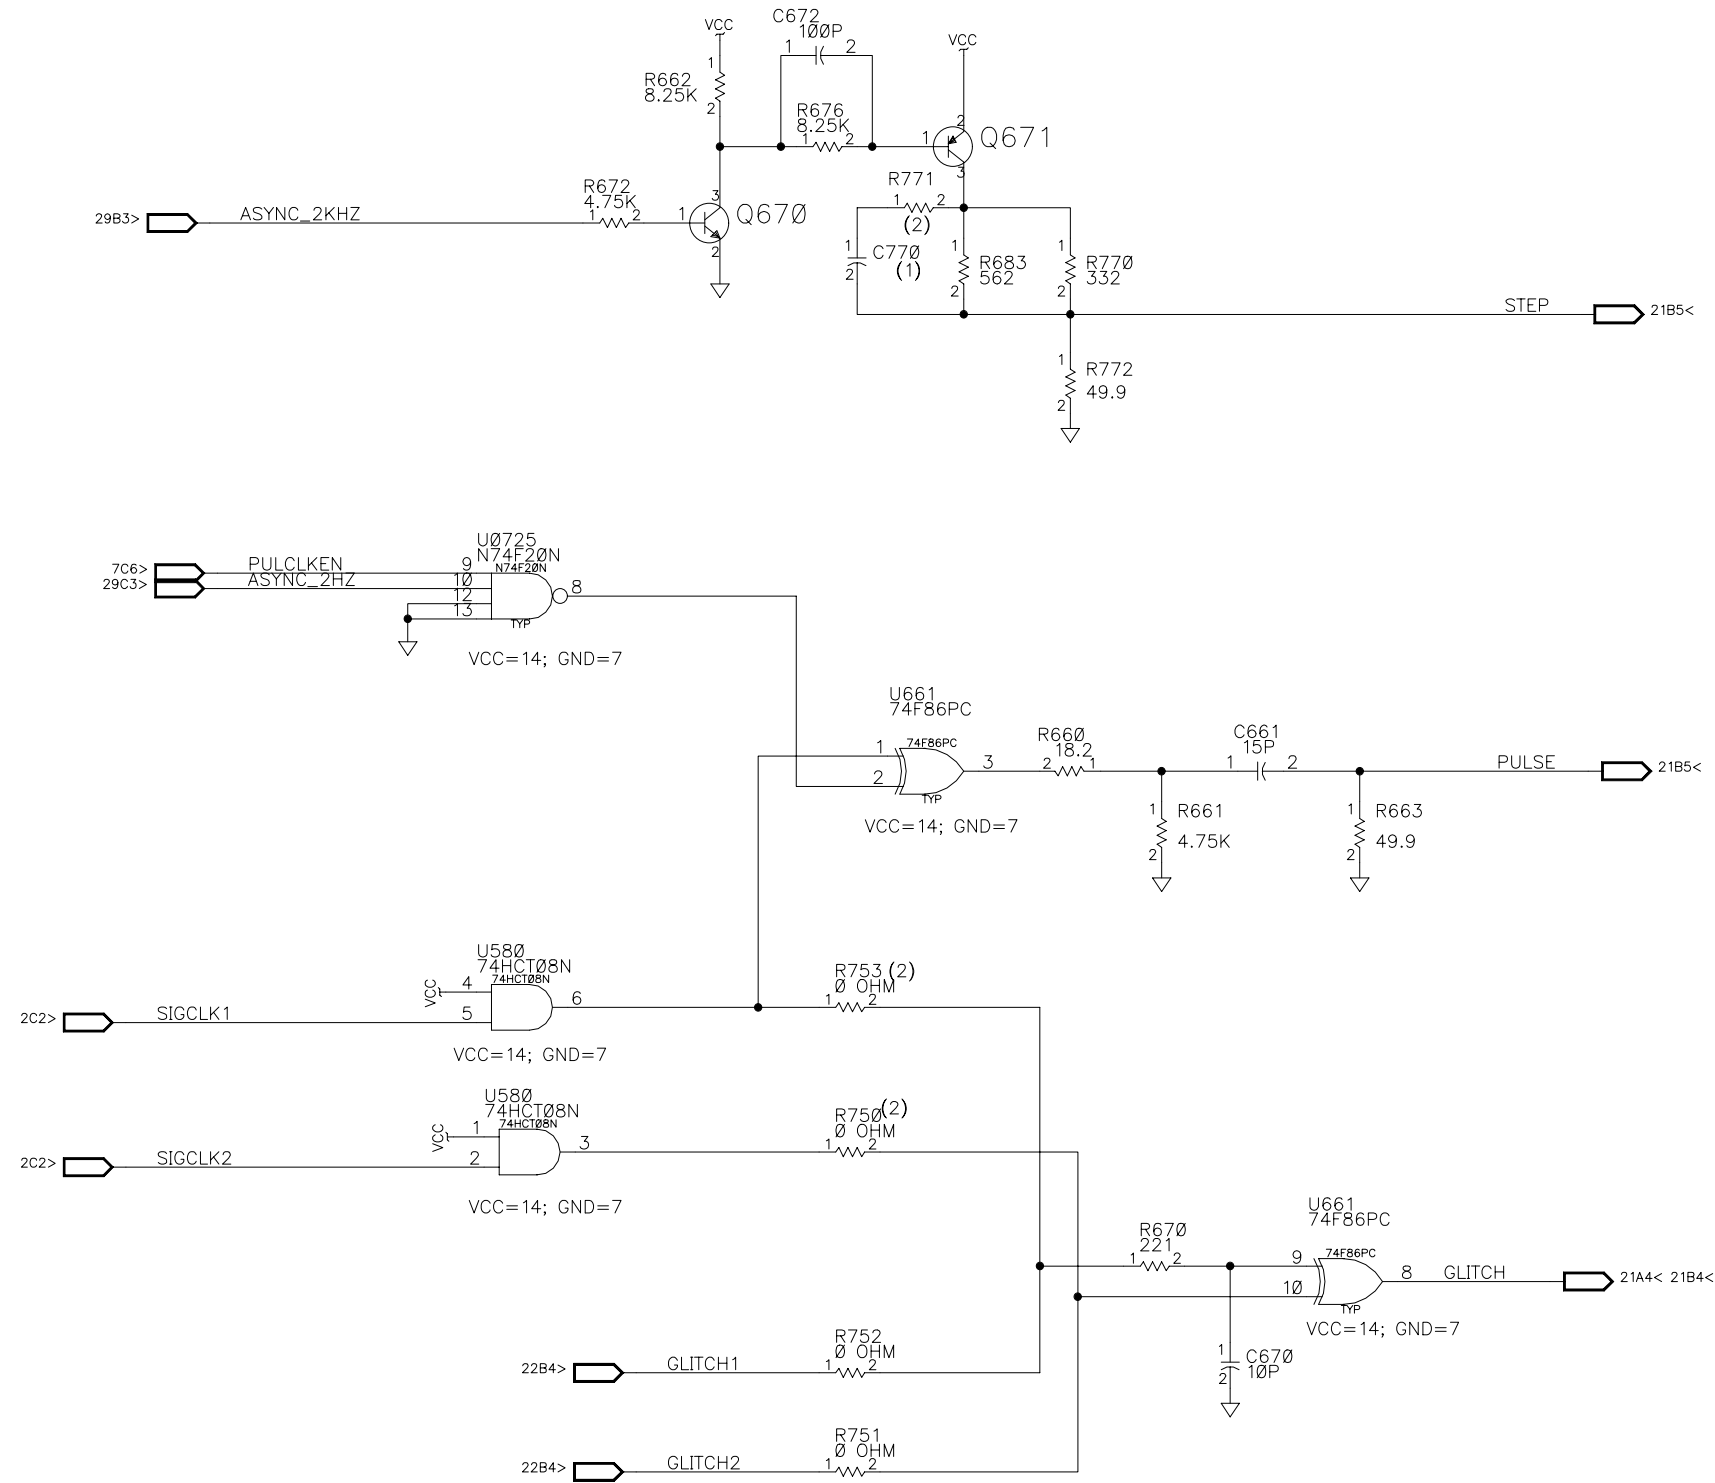 C672
100P
1 2
VCC
VCC
1
R662
8.25K
2
R676
8.25K
1 2
1
2
Q671
3
R672
4.75K
1 2
29B3>
ASYNC_2KHZ
1
3
Q670
2
R771
1 2
(2)
1
C770
(1)
2
1
R683
562
2
1
R770
332
2
STEP
21B5<
1
R772
49.9
2
U0725
N74F20N
N74F20N
7C6>
PULCLKEN
9
29C3>
ASYNC_2HZ
10
12
13
8
TYP
VCC=14; GND=7
U661
74F86PC
74F86PC
1
2
3
TYP
VCC=14; GND=7
R660
18.2
2 1
C661
15P
1 2
PULSE
21B5<
1
R661
4.75K
2
1
R663
49.9
2
U580
74HCT08N
74HCT08N
VCC
4
5
6
2C2>
SIGCLK1
VCC=14; GND=7
R753 (2)
0 OHM
1 2
U580
74HCT08N
74HCT08N
VCC
1
2
3
2C2>
SIGCLK2
VCC=14; GND=7
R750 (2)
0 OHM
1 2
U661
74F86PC
74F86PC
R670
221
1 2
9
10
8
GLITCH
21A4< 21B4<
TYP
VCC=14; GND=7
1
C670
10P
2
R752
0 OHM
1 2
22B4>
GLITCH1
R751
0 OHM
1 2
22B4>
GLITCH2